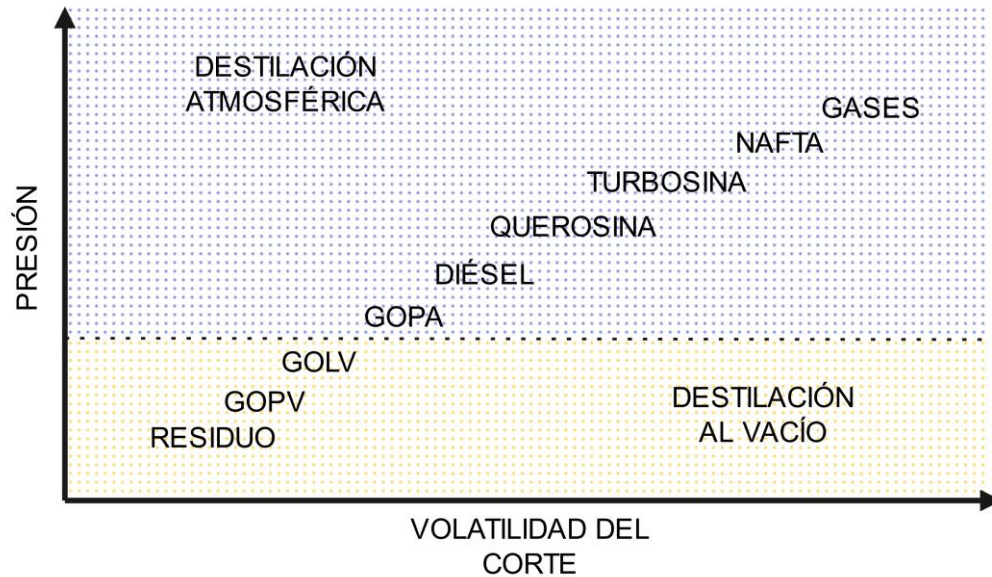 DESTILACIÓN
ATMOSFÉRICA
GASES
NAFTA
TURBOSINA
QUEROSINA
DIÉSEL
GOPA
GOLV
GOPV
RESIDUO
DESTILACIÓN
AL VACÍO
PRESIÓN
VOLATILIDAD DEL
CORTE